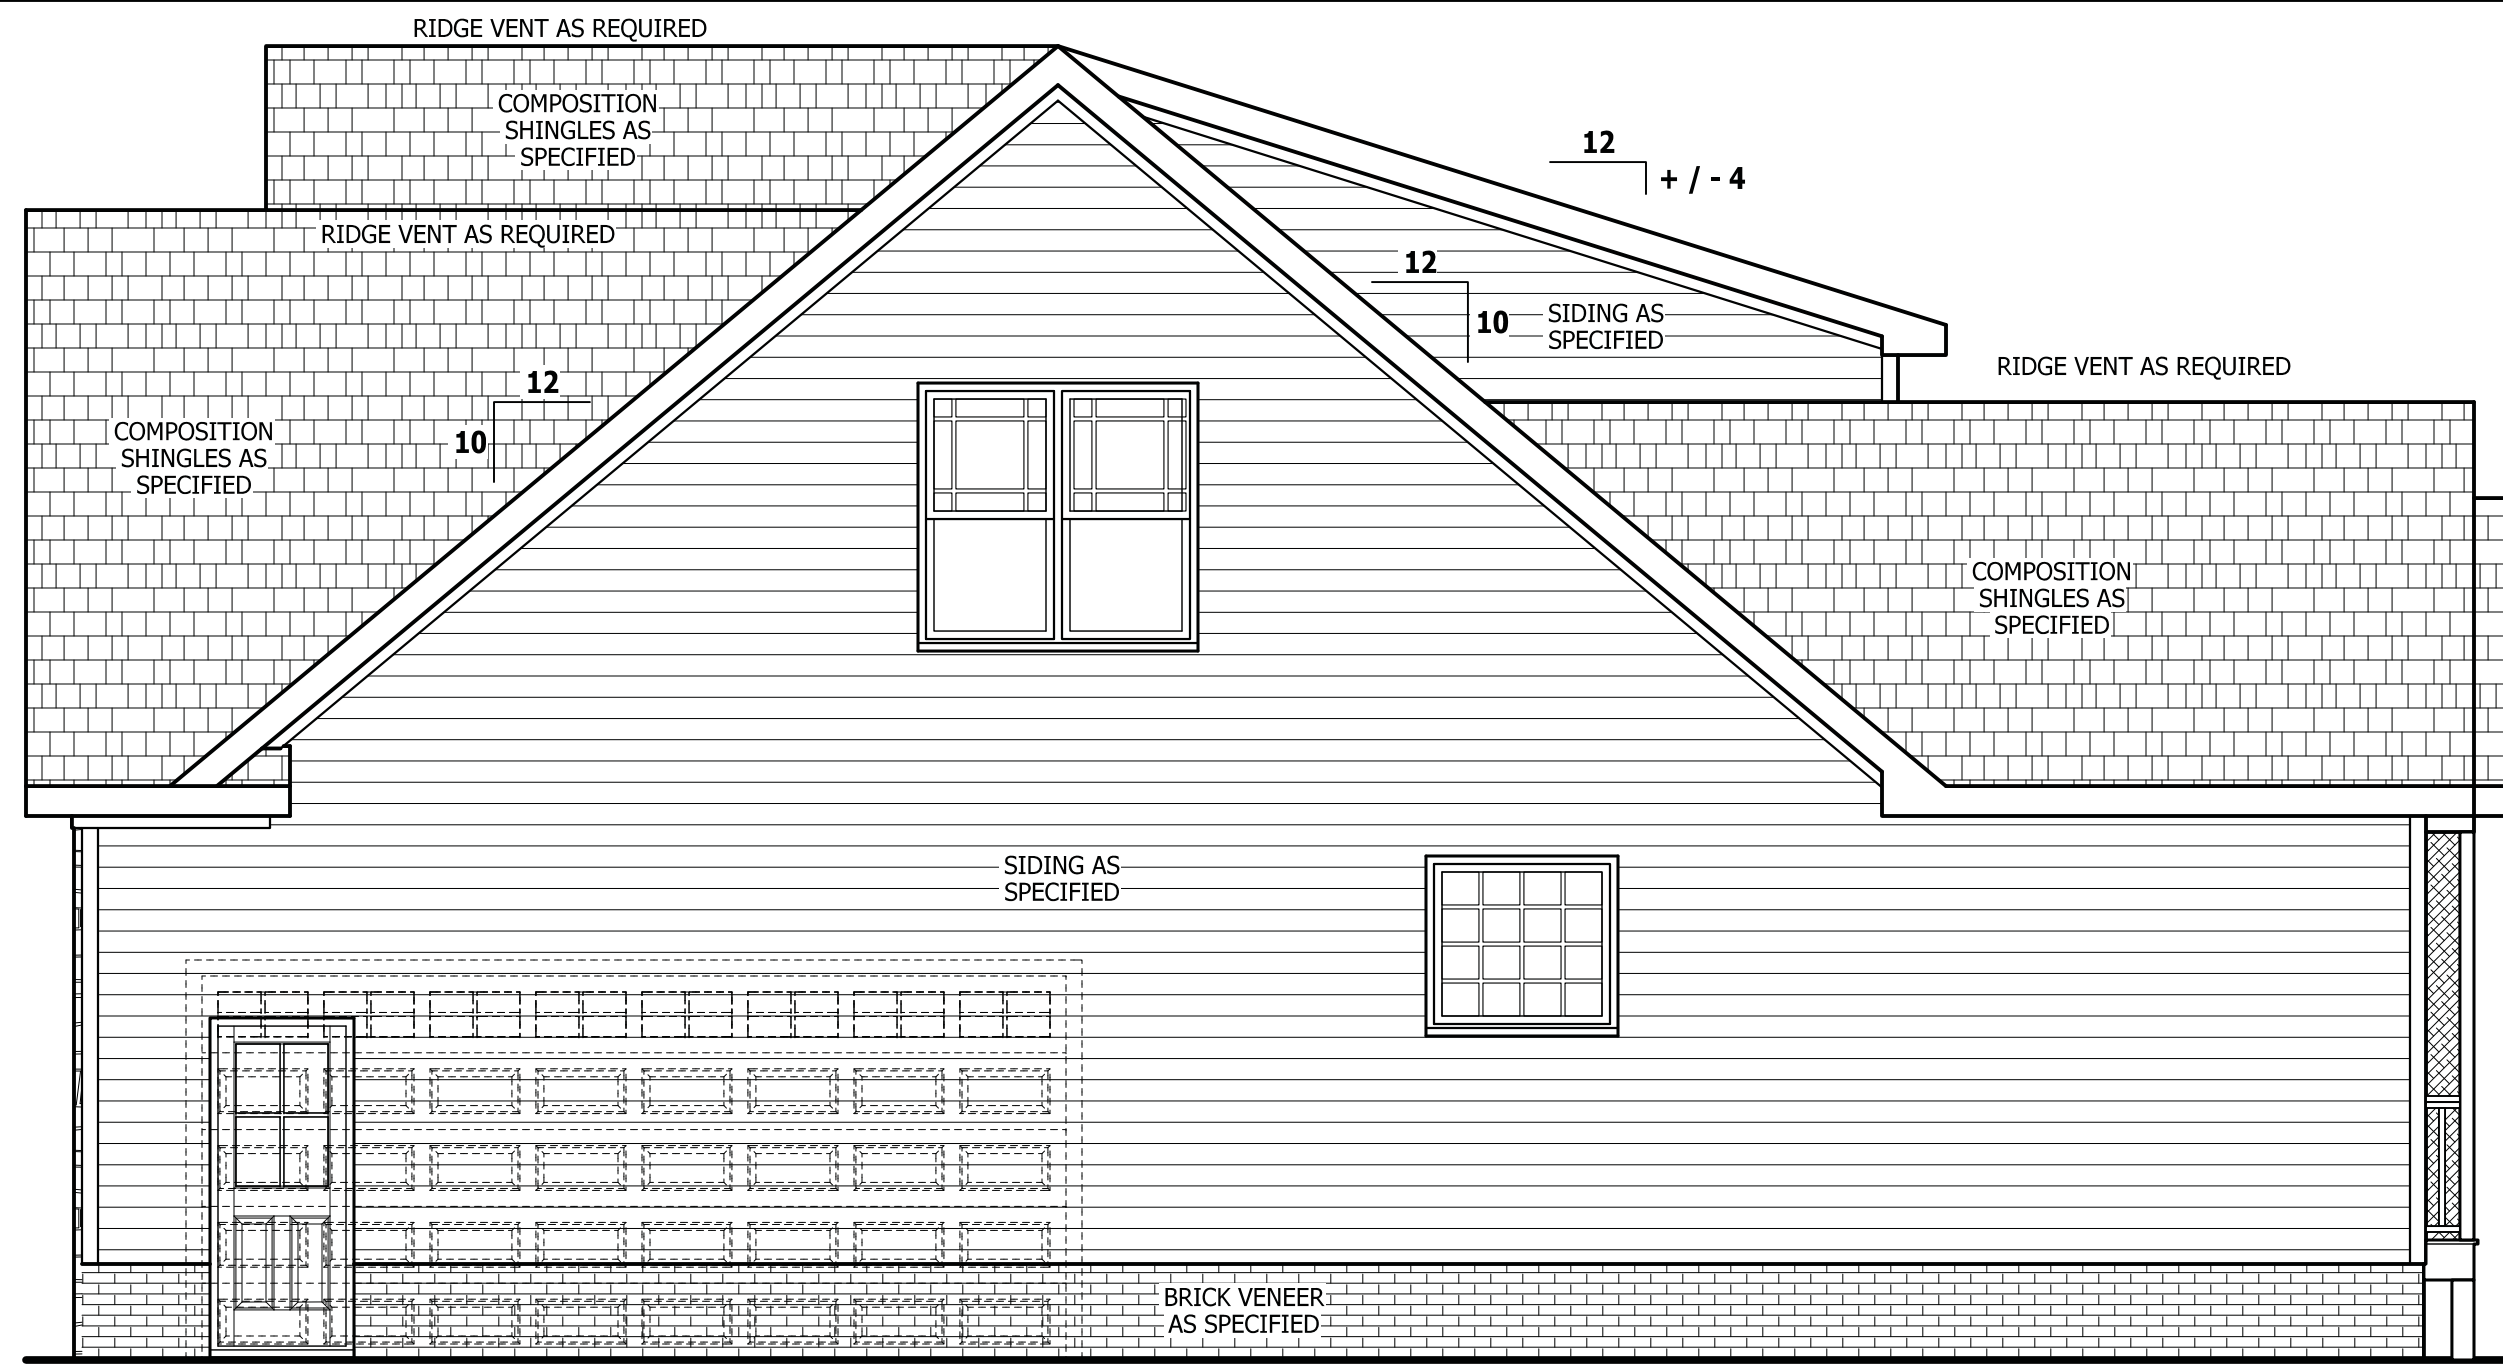 RIDGE VENT AS REQUIRED
COMPOSITION
SHINGLES AS
SPECIFIED
12
+ / - 4
RIDGE VENT AS REQUIRED
12
10
SIDING AS
SPECIFIED
RIDGE VENT AS REQUIRED
12
10
COMPOSITION
SHINGLES AS
SPECIFIED
COMPOSITION
SHINGLES AS
SPECIFIED
SIDING AS
SPECIFIED
BRICK VENEER
AS SPECIFIED